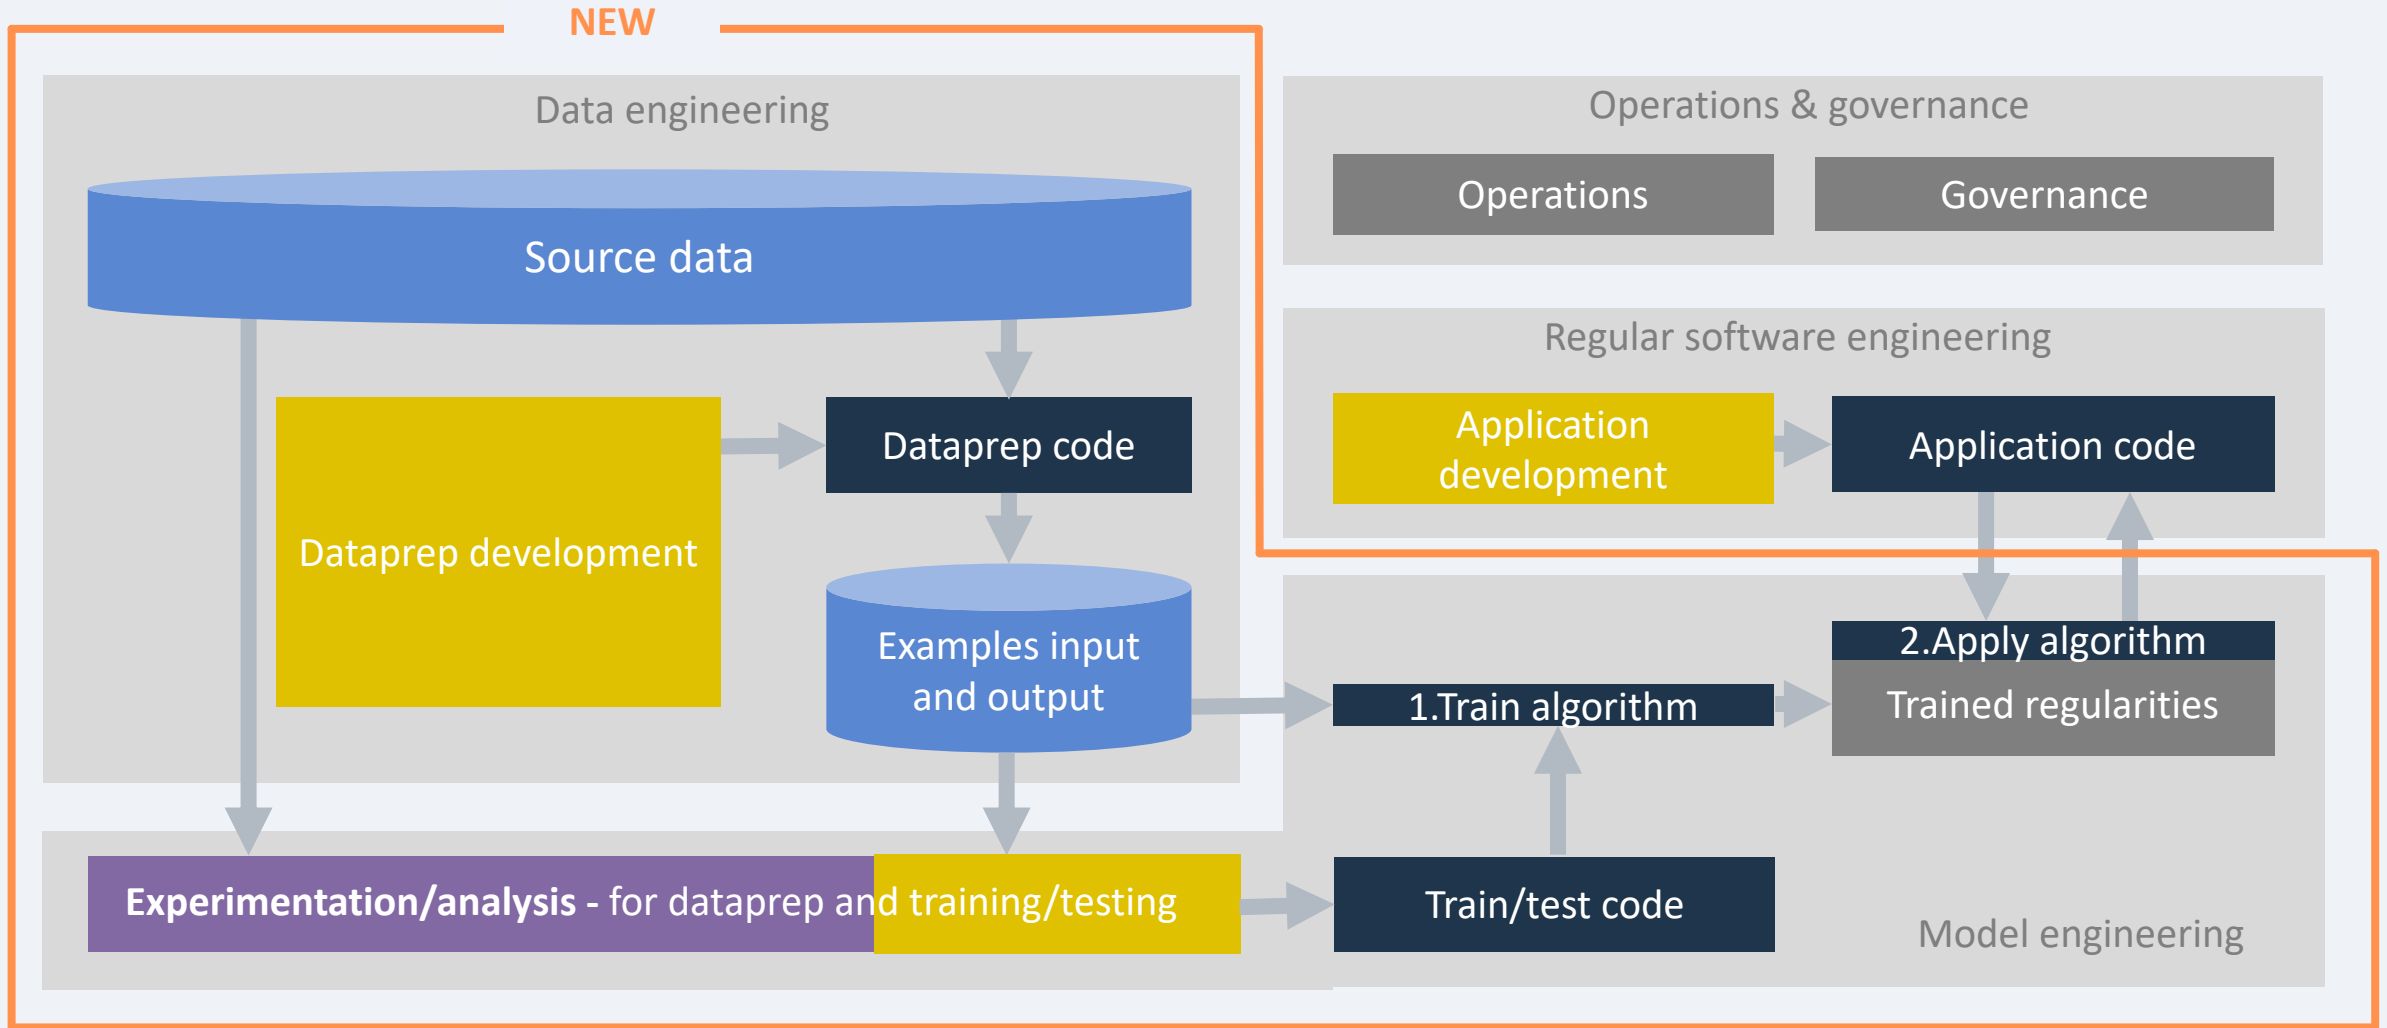 NEW
Data engineering
Source data
Dataprep development
Dataprep code
Examples input
and output
Operations & governance
Operations
Governance
Regular software engineering
Application
development
Application code
2.Apply algorithm
Trained regularities
1.Train algorithm
Experimentation/analysis - for dataprep and training/testing
Train/test code
Model engineering